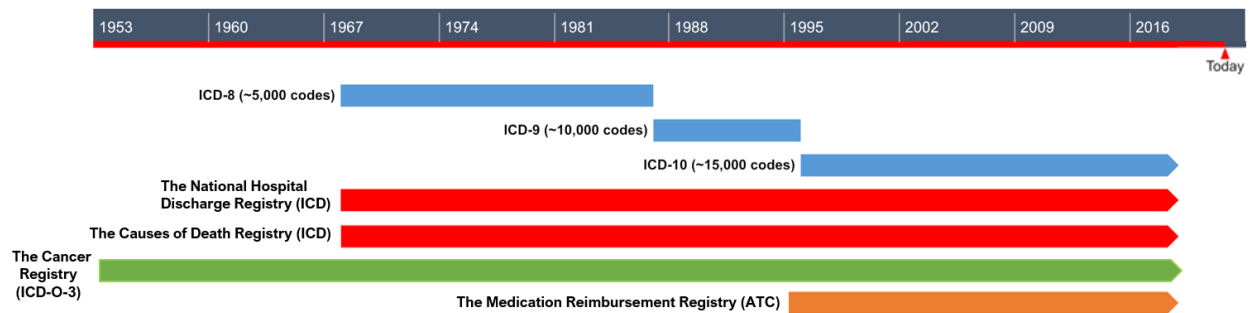 1953 1960 1967 1974 1981 1988 1995 2002 2009 2016
Today
ICD-8 (~5,000 codes)
ICD-9 (~10,000 codes)
ICD-10 (~15,000 codes)
The National Hospital
Discharge Registry (ICD)
The Causes of Death Registry (ICD)
The Cancer
Registry
(ICD-O-3)
The Medication Reimbursement Registry (ATC)